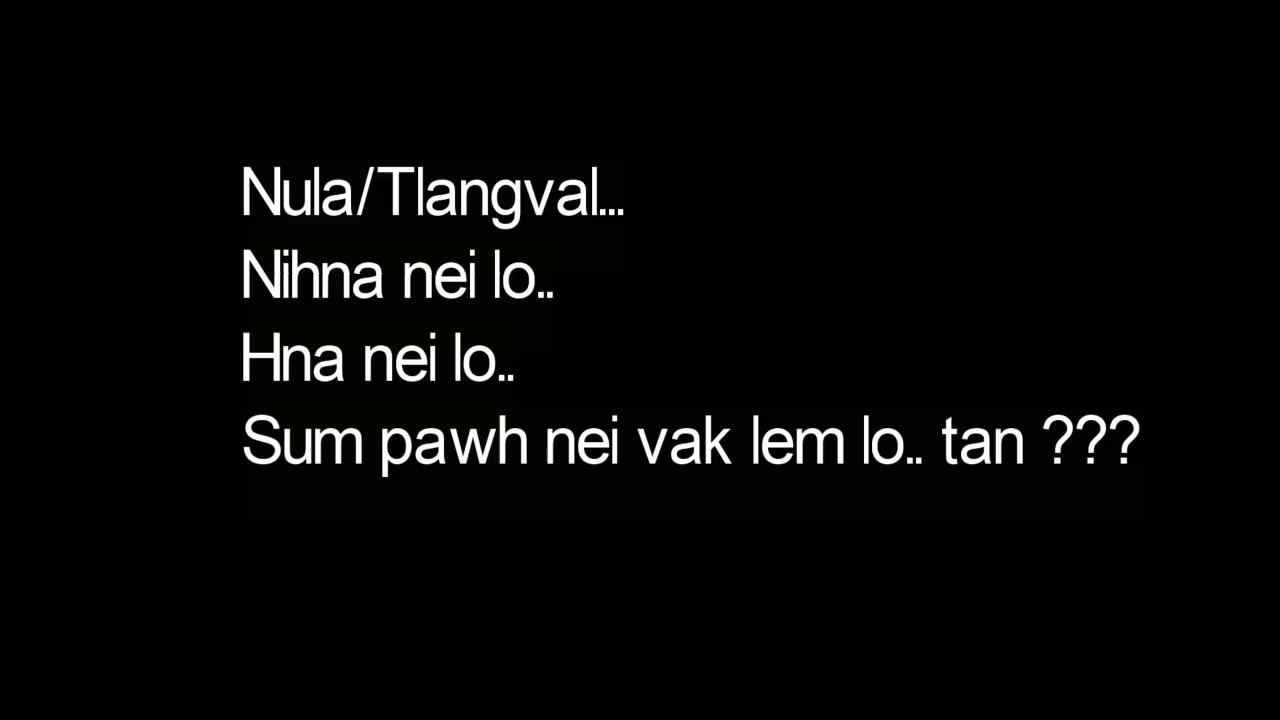 Nula/Tlangval...
Nihna nei lo..
Hna nei lo..
Sum pawh nei vak lem lo.. tan ???